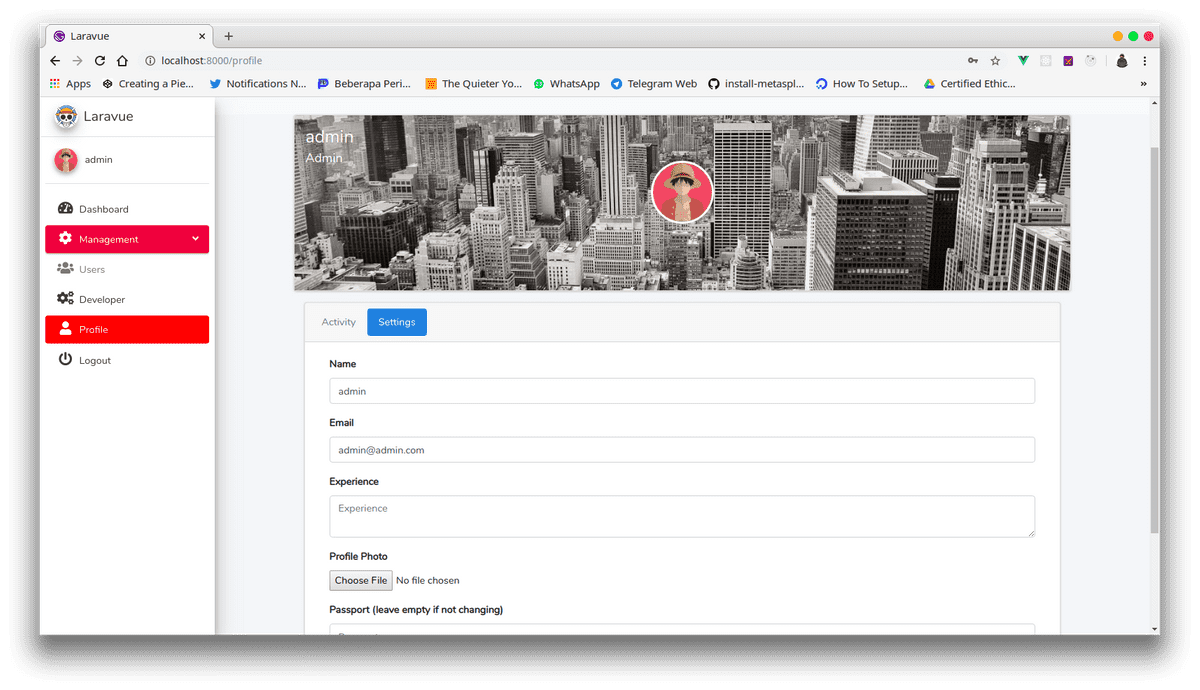 Laravue
localhost:8000/profile
Apps Creating a Pie... Notifications N... Beberapa Peri... The Quieter Yo... WhatsApp Telegram Web install-metaspl... How To Setup... Certified Ethic... »
Laravue
admin
Dashboard
Management
Users
Developer
Profile
Logout
admin
Admin
Activity Settings
Name
admin
Email
admin@admin.com
Experience
Experience
Profile Photo
Choose File No file chosen
Passport (leave empty if not changing)